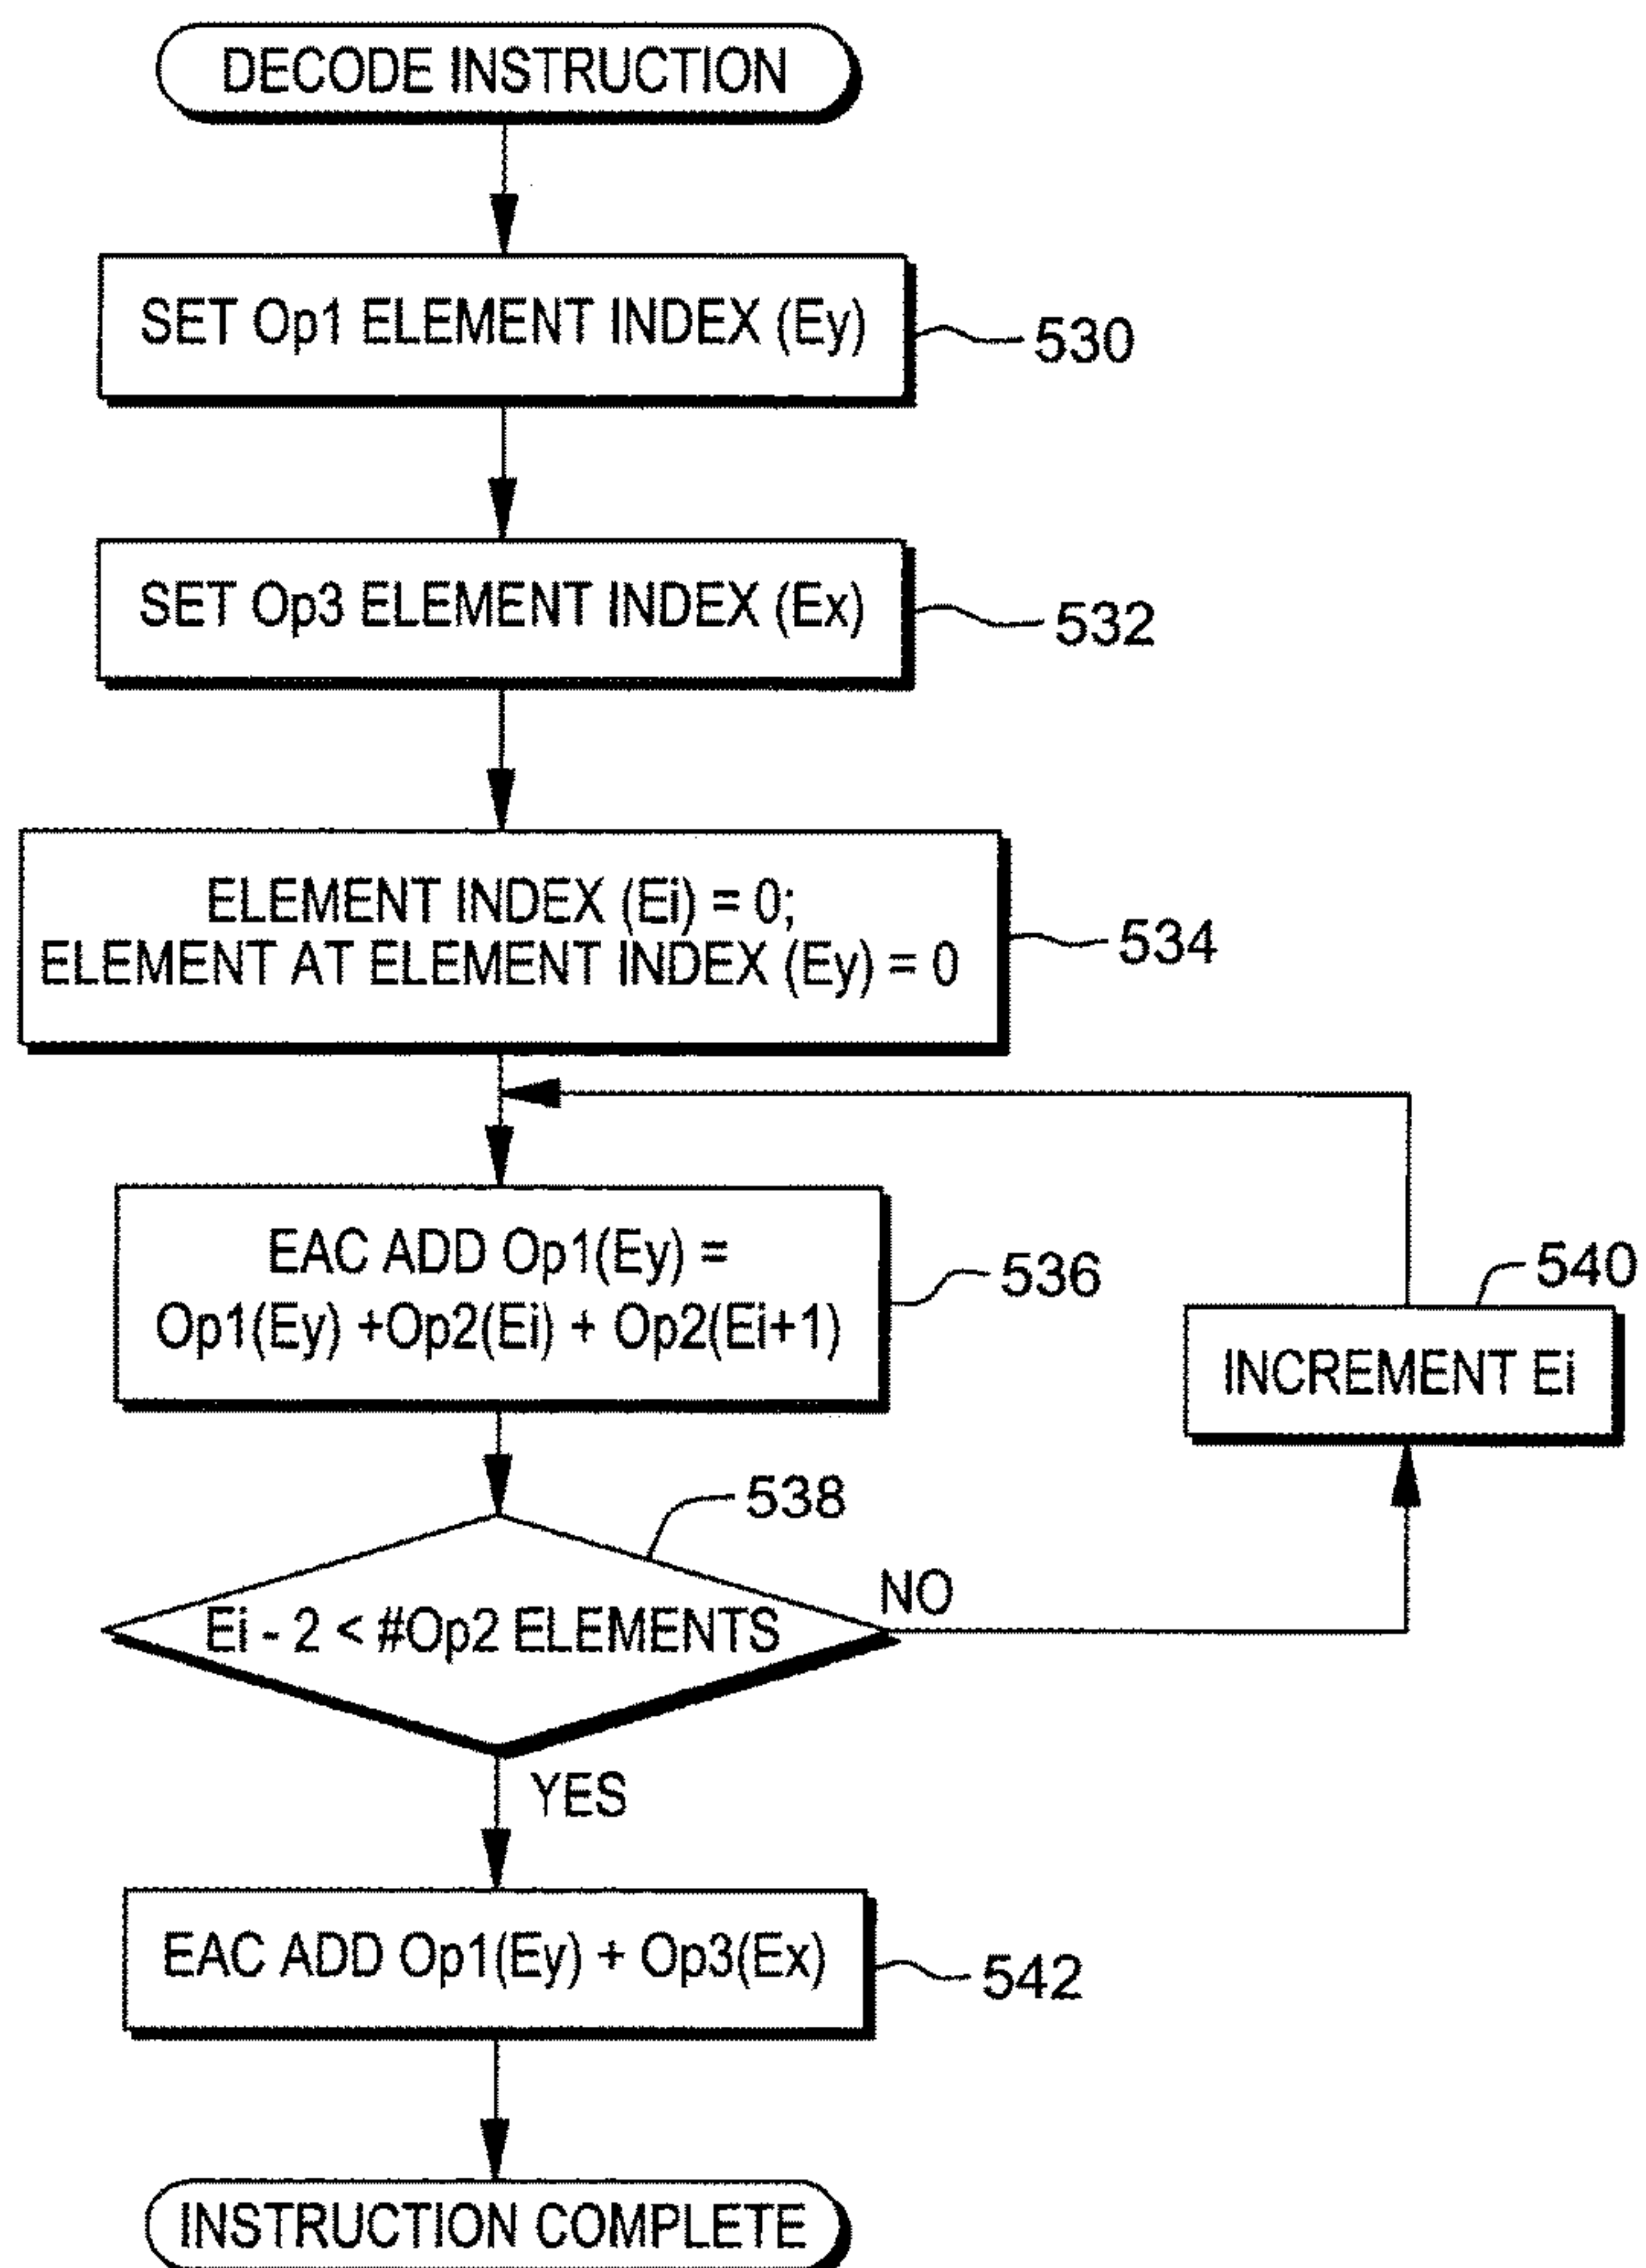 DECODE INSTRUCTION
SET Op1 ELEMENT INDEX (Ey)
530
SET Op3 ELEMENT INDEX (Ex)
532
ELEMENT INDEX (Ei) = 0;
ELEMENT AT ELEMENT INDEX (Ey) = 0
534
EAC ADD Op1(Ey) =
Op1(Ey) +Op2(Ei) + Op2(Ei+1)
536
540
INCREMENT Ei
538
Ei - 2 < #Op2 ELEMENTS
NO
YES
EAC ADD Op1(Ey) + Op3(Ex)
542
INSTRUCTION COMPLETE